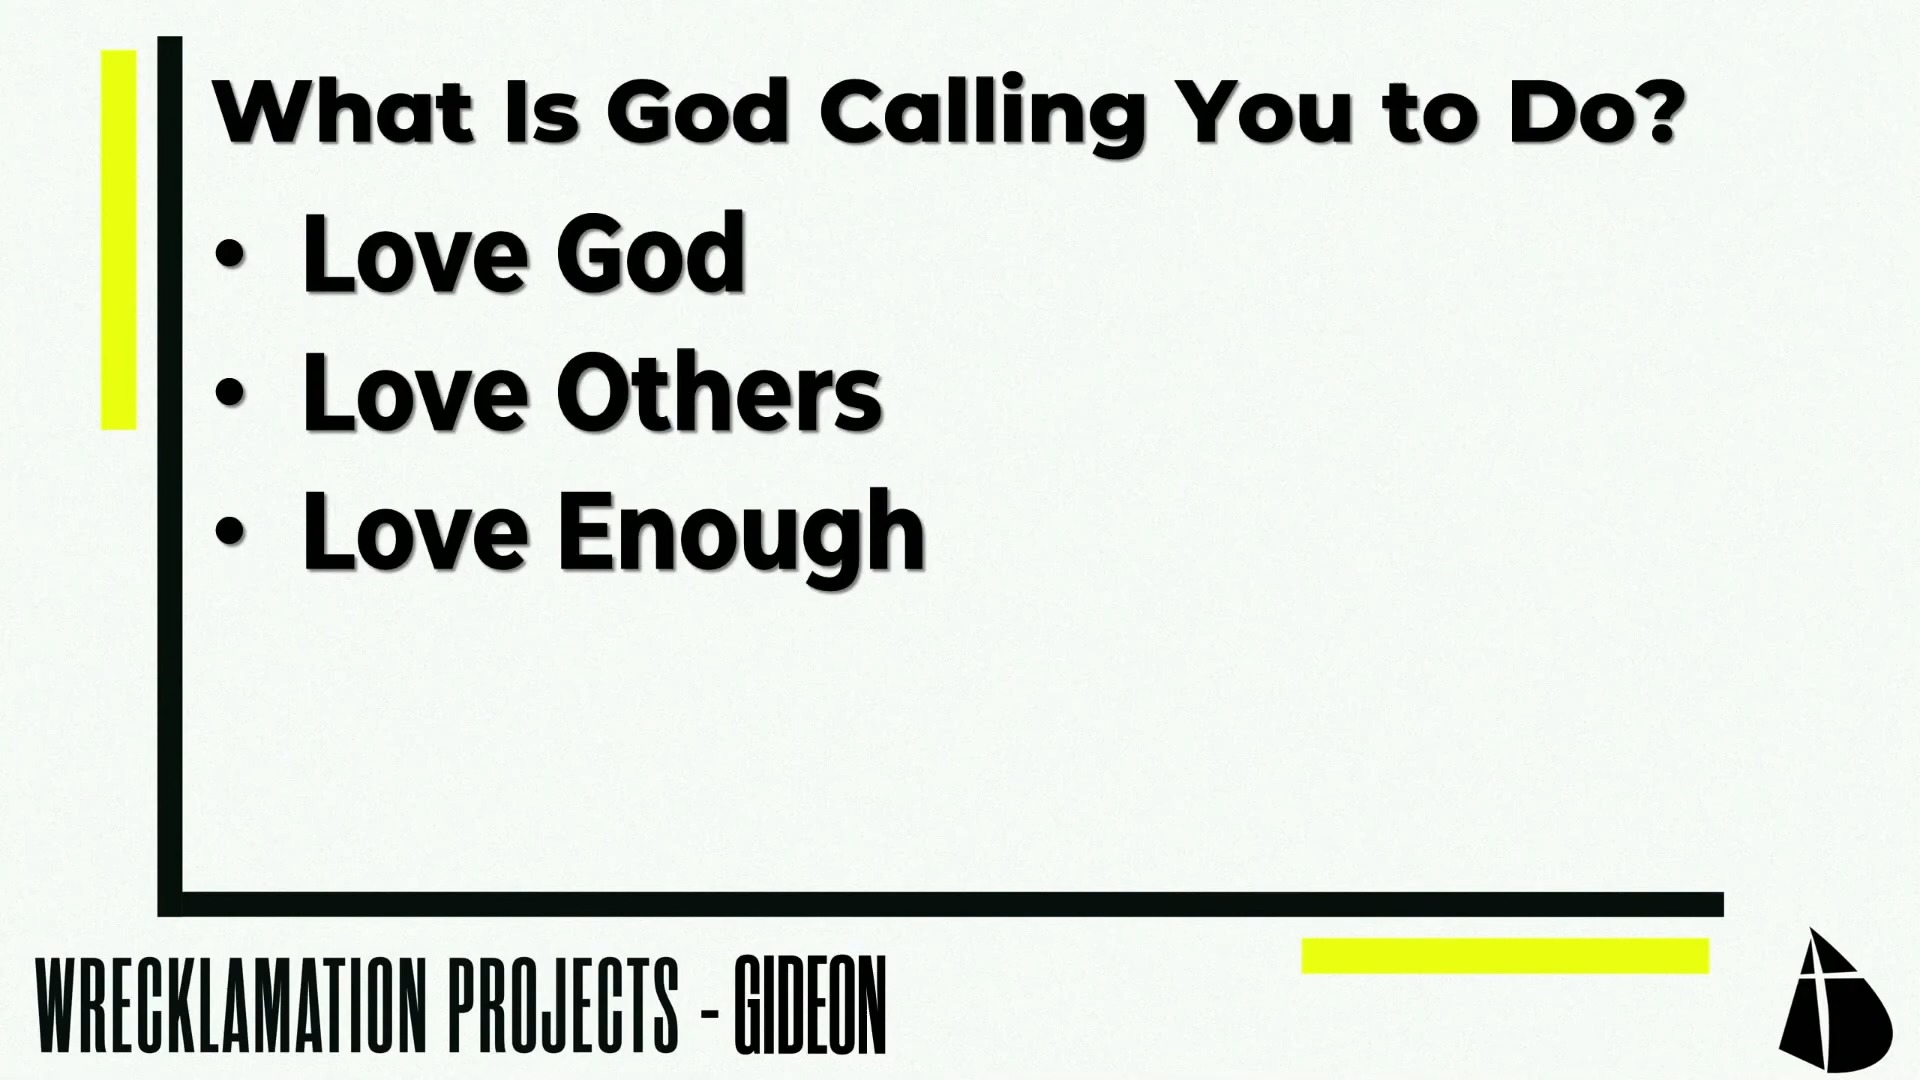 What Is God Calling You to Do?
• Love God
• Love Others
• Love Enough
WRECKLAMATION PROJECTS - GIDEON